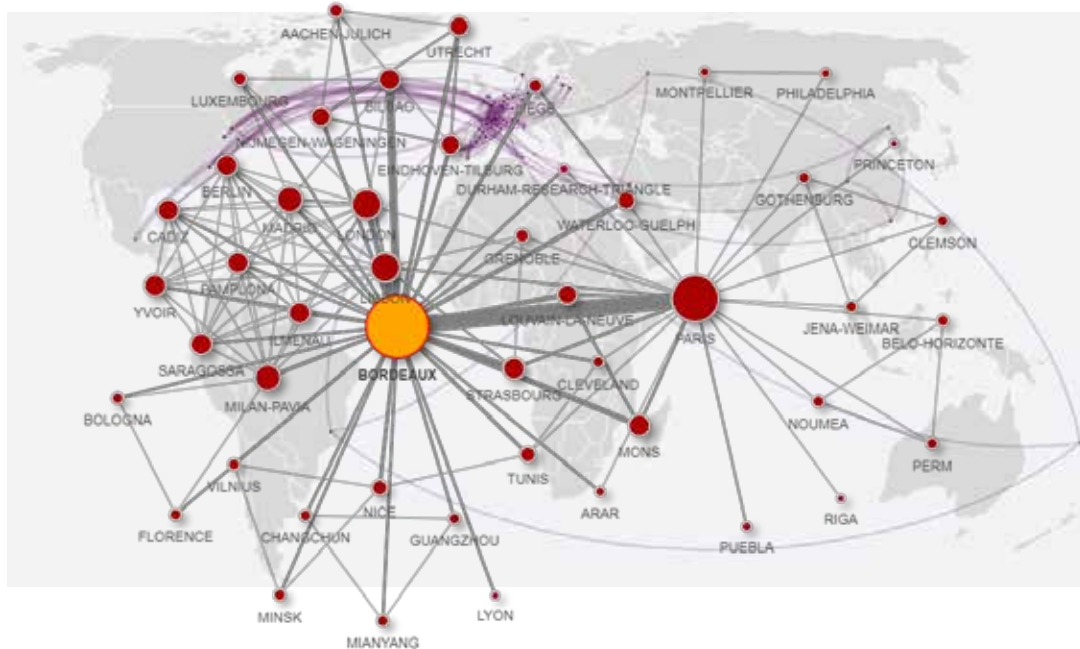 AACHEN-JULICH
UTRECHT
LUXEMBOURG
BILBAO
LIEGE
MONTPELLIER
PHILADELPHIA
NIJMEGEN-WAGENINGEN
EINDHOVEN-TILBURG
PRINCETON
BERLIN
DURHAM-RESEARCH-TRIANGLE
GOTHENBURG
MADRID
LONDON
WATERLOO-GUELPH
CADIZ
CLEMSON
GRENOBLE
PAMPLONA
YVOIR
LOUVAIN-LA-NEUVE
JENA-WEIMAR
ILMENAU
PARIS
BELO-HORIZONTE
SARAGOSSA
BORDEAUX
CLEVELAND
STRASBOURG
MILAN-PAVIA
BOLOGNA
NOUMEA
MONS
PERM
TUNIS
VILNIUS
ARAR
NICE
RIGA
FLORENCE
CHANGCHUN
GUANGZHOU
PUEBLA
MINSK
LYON
MIANYANG